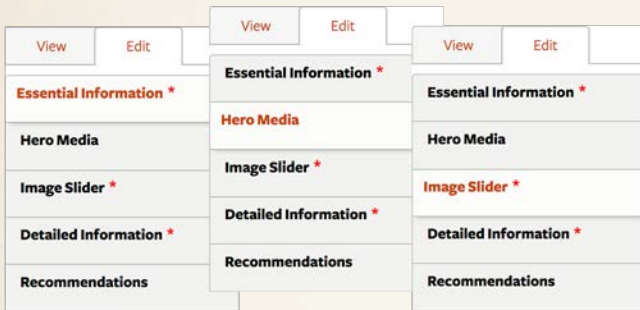 View Edit
Essential Information *
Hero Media
Image Slider *
Detailed Information *
Recommendations
View Edit
Essential Information *
Hero Media
Image Slider *
Detailed Information *
Recommendations
View Edit
Essential Information *
Hero Media
Image Slider *
Detailed Information *
Recommendations